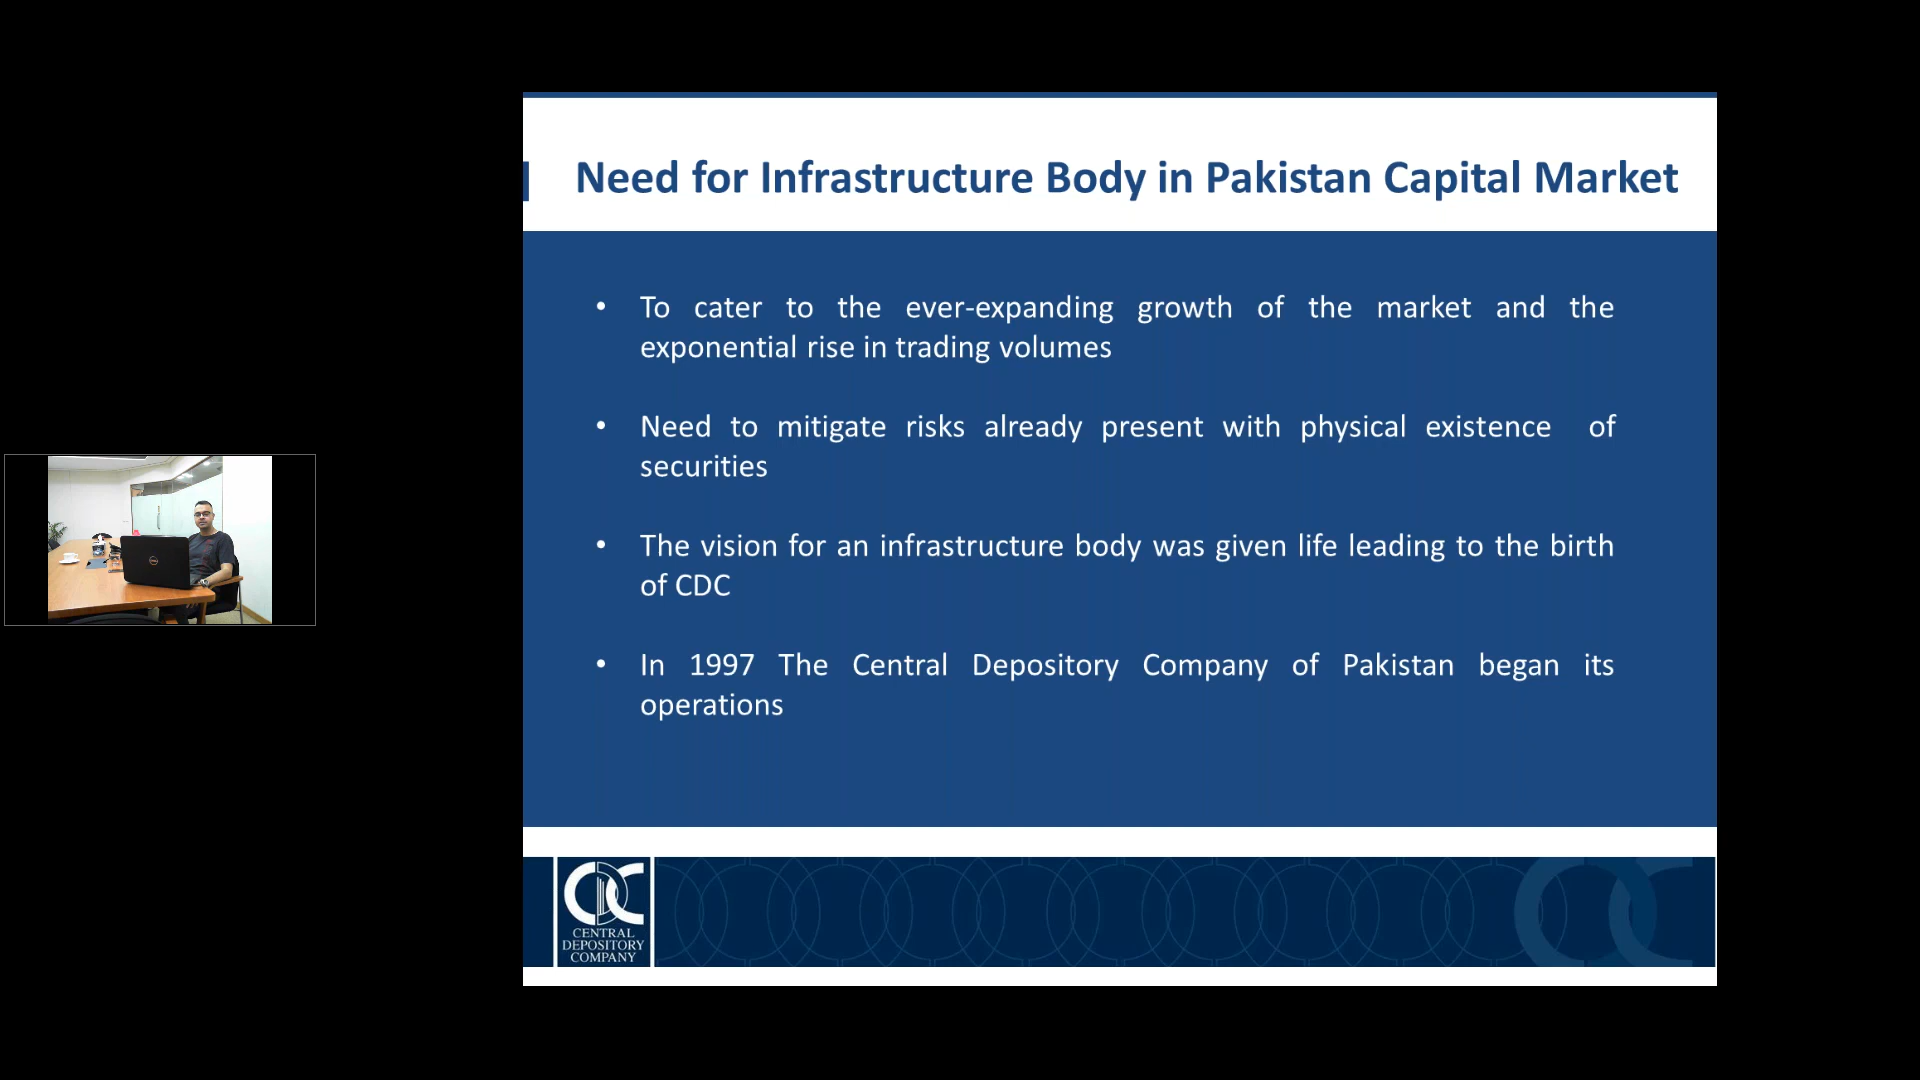 Need for Infrastructure Body in Pakistan Capital Market
• To cater to the ever-expanding growth of the market and the
exponential rise in trading volumes
• Need to mitigate risks already present with physical existence of
securities
• The vision for an infrastructure body was given life leading to the birth
of CDC
• In 1997 The Central Depository Company of Pakistan began its
operations
CDC
CENTRAL
DEPOSITORY
COMPANY